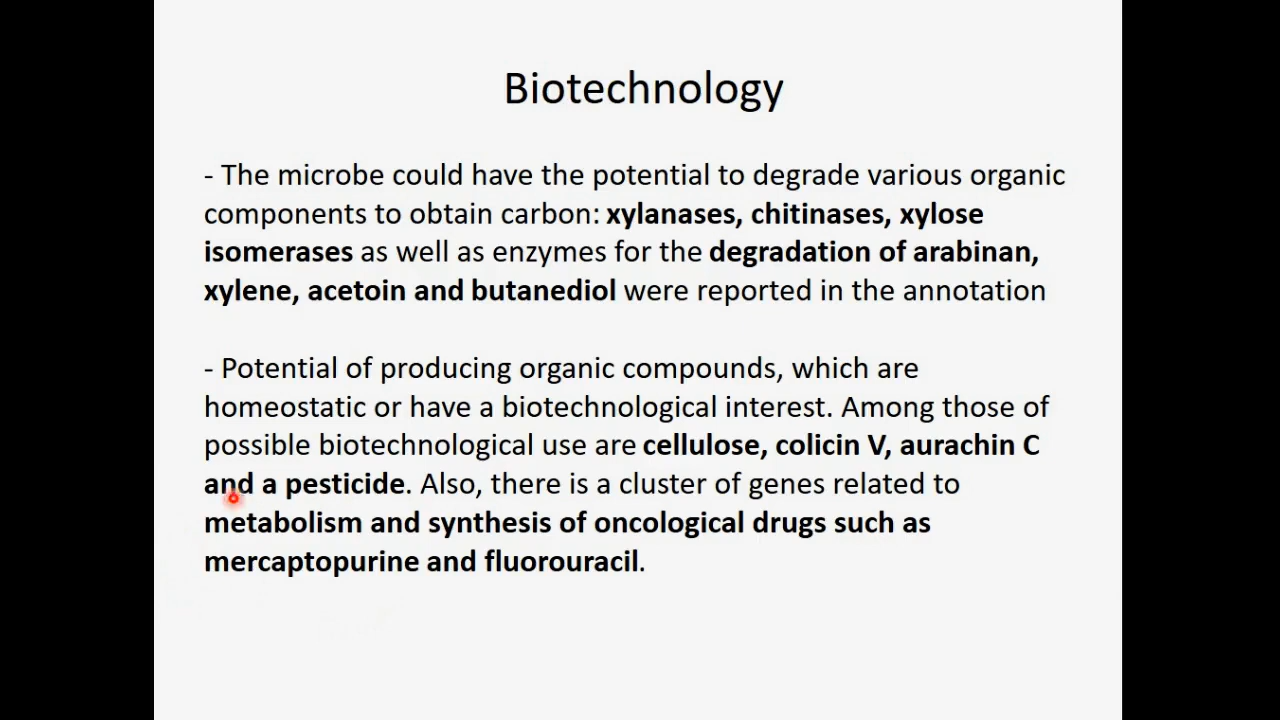 Biotechnology
- The microbe could have the potential to degrade various organic
components to obtain carbon: xylanases, chitinases, xylose
isomerases as well as enzymes for the degradation of arabinan,
xylene, acetoin and butanediol were reported in the annotation
- Potential of producing organic compounds, which are
homeostatic or have a biotechnological interest. Among those of
possible biotechnological use are cellulose, colicin V, aurachin C
and a pesticide. Also, there is a cluster of genes related to
metabolism and synthesis of oncological drugs such as
mercaptopurine and fluorouracil.